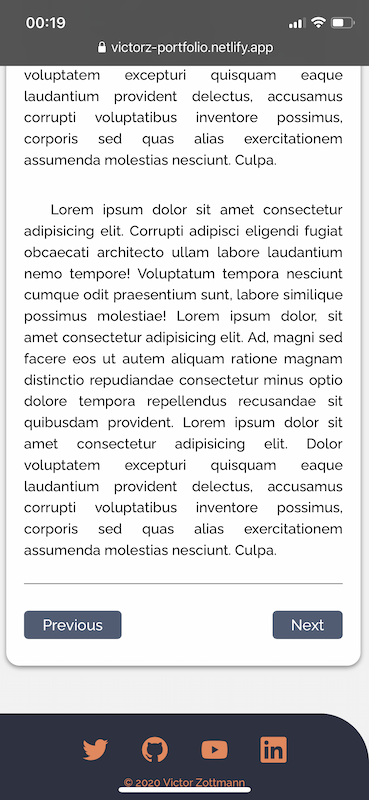 00:19
victorz-portfolio.netlify.app
voluptatem excepturi quisquam eaque
laudantium provident delectus, accusamus
corrupti voluptatibus inventore possimus,
corporis sed quas alias exercitationem
assumenda molestias nesciunt. Culpa.
Lorem ipsum dolor sit amet consectetur
adipisicing elit. Corrupti adipisci eligendi fugiat
obcaecati architecto ullam labore laudantium
nemo tempore! Voluptatum tempora nesciunt
cumque odit praesentium sunt, labore similique
possimus molestiae! Lorem ipsum dolor, sit
amet consectetur adipisicing elit. Ad, magni sed
facere eos ut autem aliquam ratione magnam
distinctio repudiandae consectetur minus optio
dolore tempora repellendus recusandae sit
quibusdam provident. Lorem ipsum dolor sit
amet consectetur adipisicing elit. Dolor
voluptatem excepturi quisquam eaque
laudantium provident delectus, accusamus
corrupti voluptatibus inventore possimus,
corporis sed quas alias exercitationem
assumenda molestias nesciunt. Culpa.
Previous Next
© 2020 Victor Zottmann